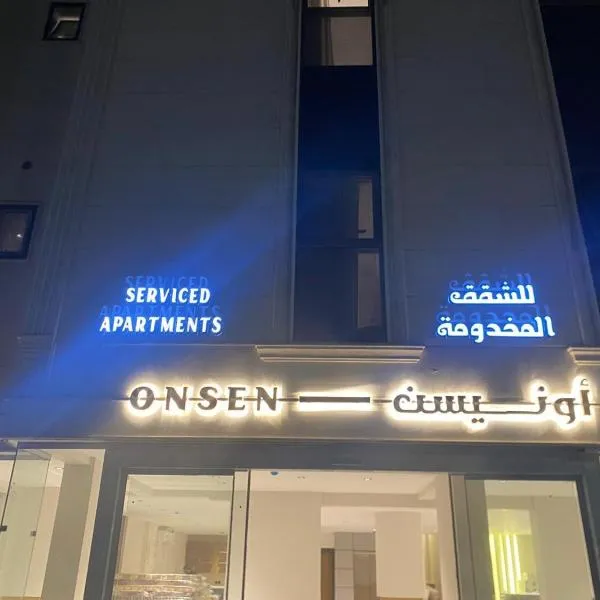 SERVICED
APARTMENTS
للشقق
المخدومة
ONSEN
أونيسن